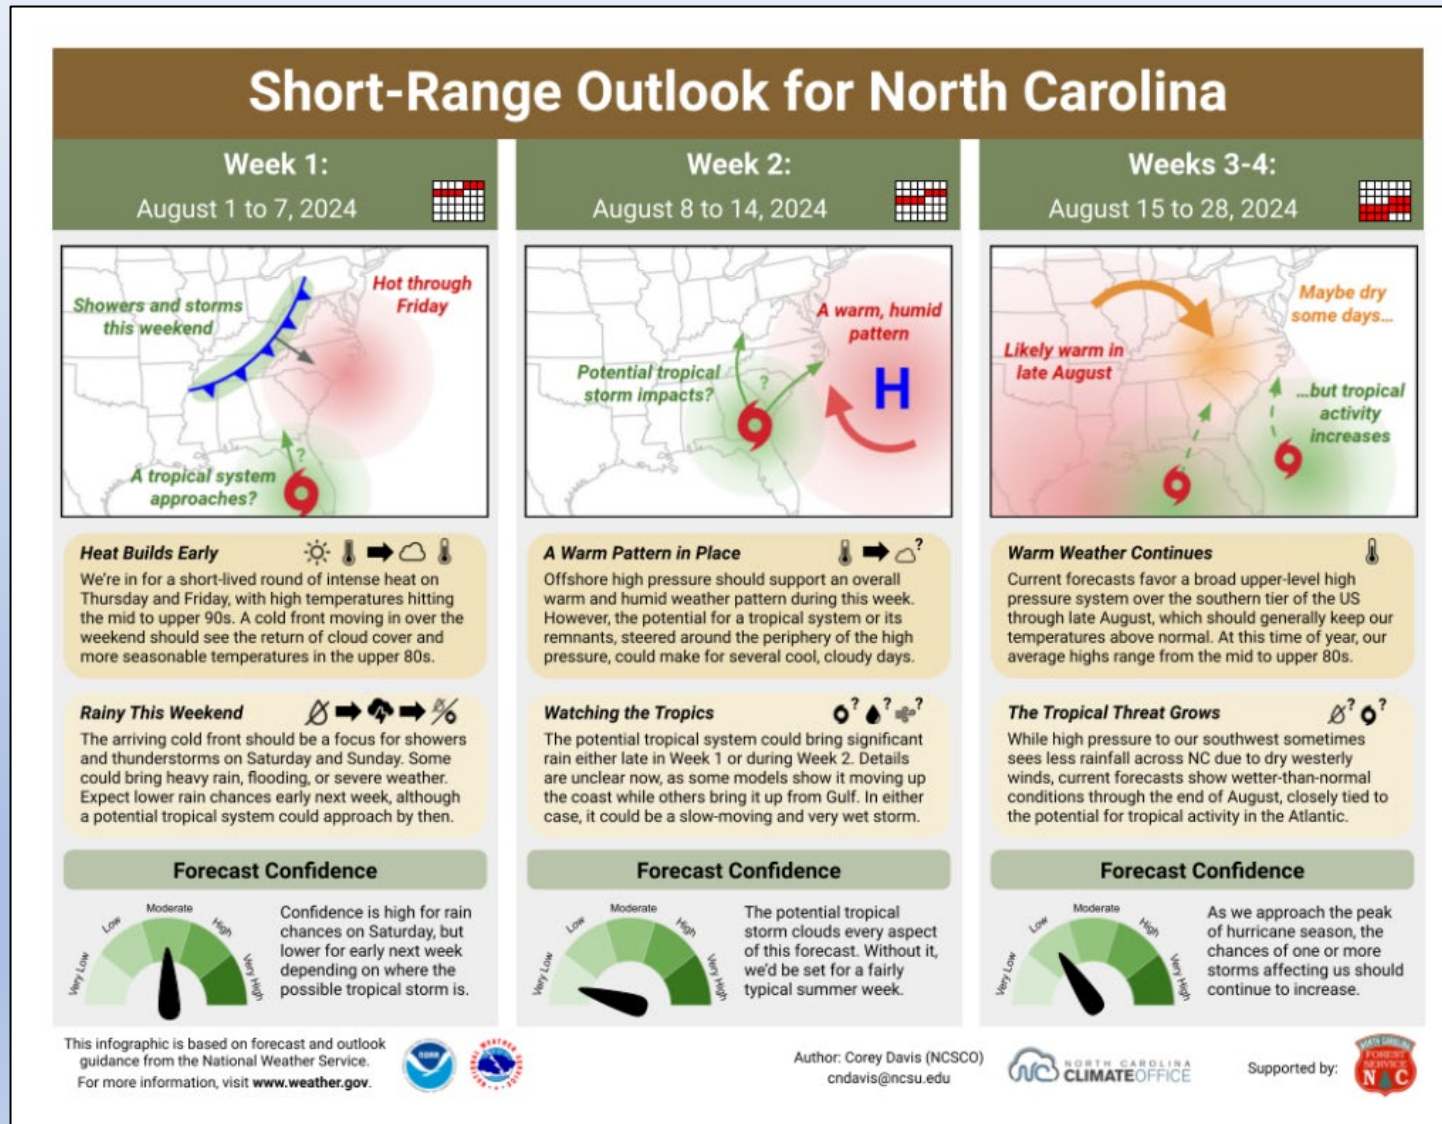 Short-Range Outlook for North Carolina
Week 1:
August 1 to 7, 2024
Showers and storms
this weekend
Hot through
Friday
A tropical system
approaches?
?
Heat Builds Early
We're in for a short-lived round of intense heat on
Thursday and Friday, with high temperatures hitting
the mid to upper 90s. A cold front moving in over the
weekend should see the return of cloud cover and
more seasonable temperatures in the upper 80s.
Rainy This Weekend
The arriving cold front should be a focus for showers
and thunderstorms on Saturday and Sunday. Some
could bring heavy rain, flooding, or severe weather.
Expect lower rain chances early next week, although
a potential tropical system could approach by then.
Forecast Confidence
Very Low
Low
Moderate
High
Very High
Confidence is high for rain
chances on Saturday, but
lower for early next week
depending on where the
possible tropical storm is.
Week 2:
August 8 to 14, 2024
A warm, humid
pattern
Potential tropical
storm impacts?
?
H
A Warm Pattern in Place
?
Offshore high pressure should support an overall
warm and humid weather pattern during this week.
However, the potential for a tropical system or its
remnants, steered around the periphery of the high
pressure, could make for several cool, cloudy days.
Watching the Tropics
? ? ?
The potential tropical system could bring significant
rain either late in Week 1 or during Week 2. Details
are unclear now, as some models show it moving up
the coast while others bring it up from Gulf. In either
case, it could be a slow-moving and very wet storm.
Forecast Confidence
Very Low
Low
Moderate
High
Very High
The potential tropical
storm clouds every aspect
of this forecast. Without it,
we'd be set for a fairly
typical summer week.
Weeks 3-4:
August 15 to 28, 2024
Maybe dry
some days...
Likely warm in
late August
...but tropical
activity
increases
Warm Weather Continues
Current forecasts favor a broad upper-level high
pressure system over the southern tier of the US
through late August, which should generally keep our
temperatures above normal. At this time of year, our
average highs range from the mid to upper 80s.
The Tropical Threat Grows
? ?
While high pressure to our southwest sometimes
sees less rainfall across NC due to dry westerly
winds, current forecasts show wetter-than-normal
conditions through the end of August, closely tied to
the potential for tropical activity in the Atlantic.
Forecast Confidence
Very Low
Low
Moderate
High
Very High
As we approach the peak
of hurricane season, the
chances of one or more
storms affecting us should
continue to increase.
This infographic is based on forecast and outlook
guidance from the National Weather Service.
For more information, visit www.weather.gov.
NOAA
Author: Corey Davis (NCSCO)
cndavis@ncsu.edu
NORTH CAROLINA
CLIMATE OFFICE
Supported by:
NORTH CAROLINA
FOREST
SERVICE
N C